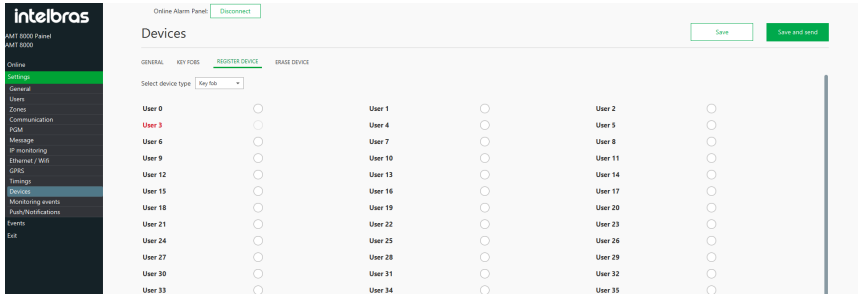 intelbras
AMT 8000 Painel
AMT 8000
Online
Settings
General
Users
Zones
Communication
PGM
Message
IP monitoring
Ethernet / Wifi
GPRS
Timings
Devices
Monitoring events
Push/Notifications
Events
Exit
Online Alarm Panel: Disconnect
Devices Save Save and send
GENERAL KEY FOBS REGISTER DEVICE ERASE DEVICE
Select device type Key fob
User 0 User 1 User 2
User 3 User 4 User 5
User 6 User 7 User 8
User 9 User 10 User 11
User 12 User 13 User 14
User 15 User 16 User 17
User 18 User 19 User 20
User 21 User 22 User 23
User 24 User 25 User 26
User 27 User 28 User 29
User 30 User 31 User 32
User 33 User 34 User 35